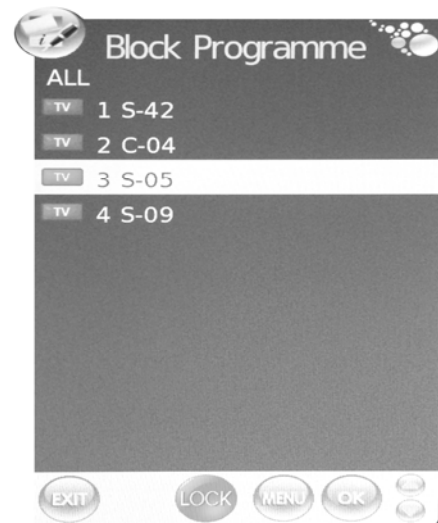 Block Programme
ALL
TV 1 S-42
TV 2 C-04
TV 3 S-05
TV 4 S-09
EXIT LOCK MENU OK